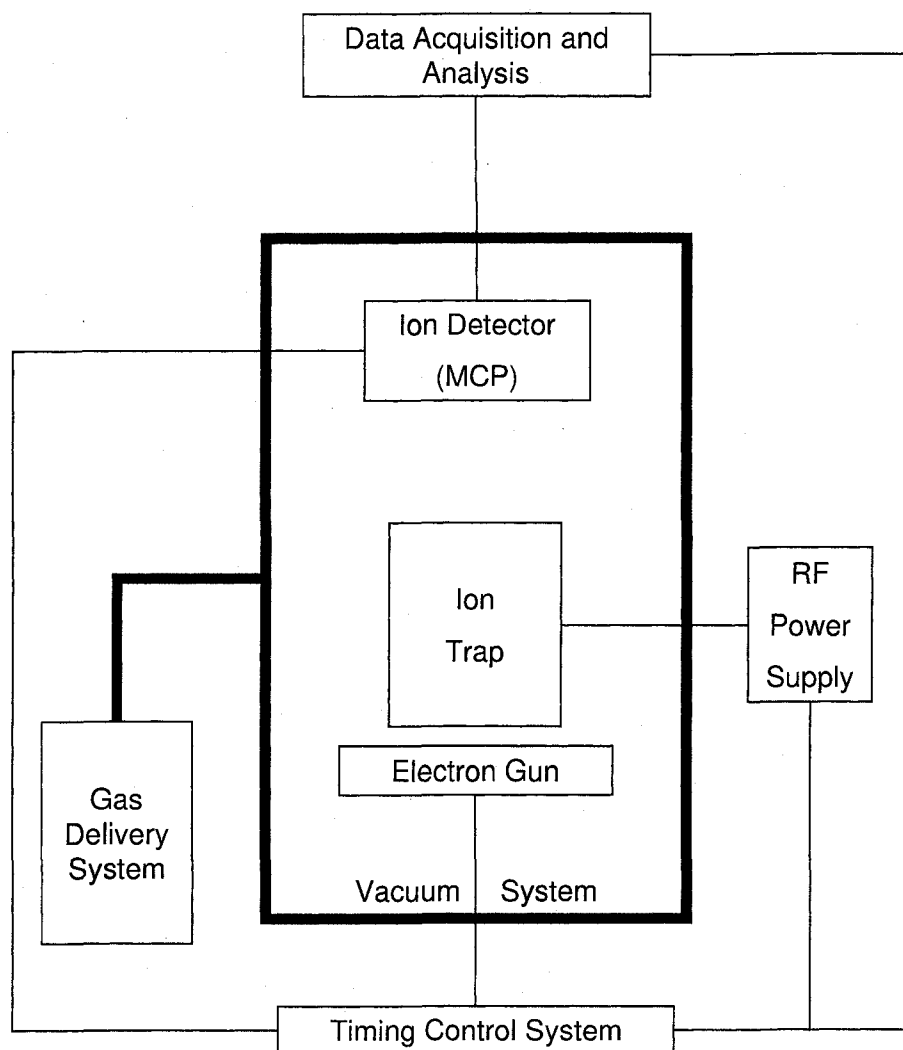 Data Acquisition and
Analysis
Ion Detector
(MCP)
Ion
Trap
RF
Power
Supply
Electron Gun
Gas
Delivery
System
Vacuum System
Timing Control System